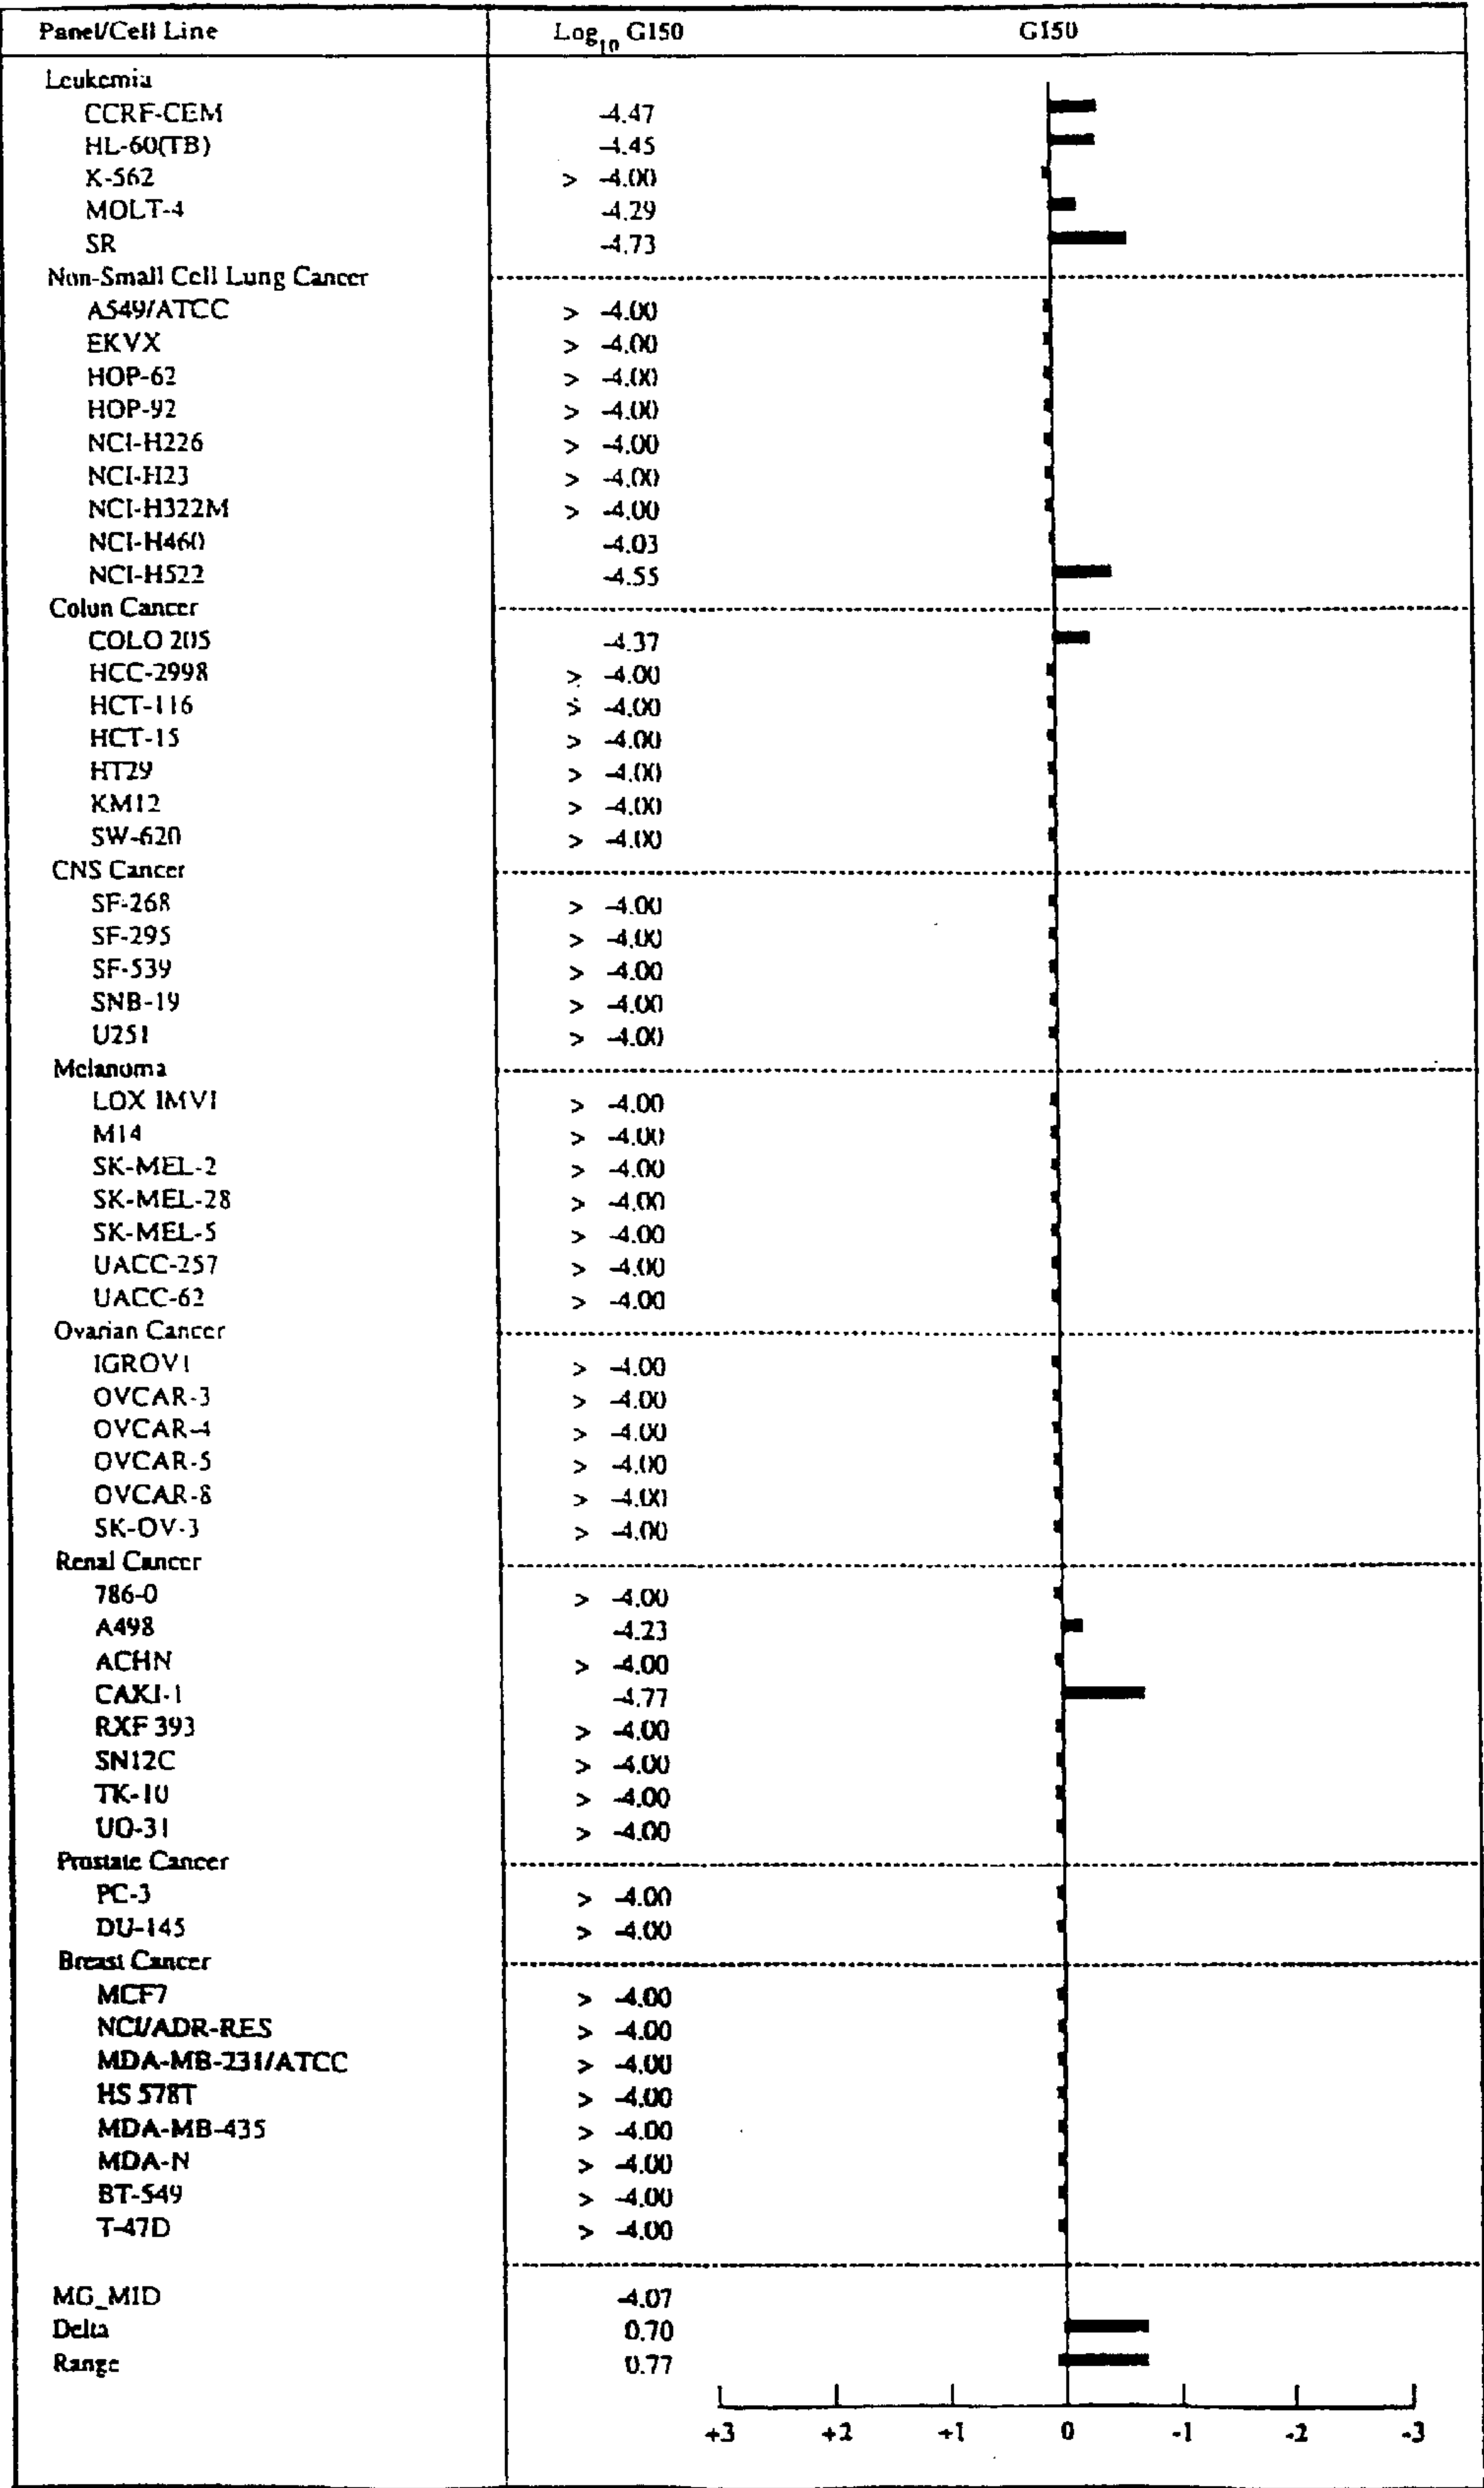 Panel/Cell Line Log10 G150 G150
Leukemia
CCRF-CEM -4.47
HL-60(TB) -4.45
K-562 > -4.00
MOLT-4 -4.29
SR -4.73
Non-Small Cell Lung Cancer
A549/ATCC > -4.00
EKVX > -4.00
HOP-62 > -4.00
HOP-92 > -4.00
NCI-H226 > -4.00
NCI-H23 > -4.00
NCI-H322M > -4.00
NCI-H460 -4.03
NCI-H522 -4.55
Colun Cancer
COLO 205 -4.37
HCC-2998 > -4.00
HCT-116 > -4.00
HCT-15 > -4.00
HT29 > -4.00
KM12 > -4.00
SW-620 > -4.00
CNS Cancer
SF-268 > -4.00
SF-295 > -4.00
SF-539 > -4.00
SNB-19 > -4.00
U251 > -4.00
Melanoma
LOX IMVI > -4.00
M14 > -4.00
SK-MEL-2 > -4.00
SK-MEL-28 > -4.00
SK-MEL-5 > -4.00
UACC-257 > -4.00
UACC-62 > -4.00
Ovarian Cancer
IGROV1 > -4.00
OVCAR-3 > -4.00
OVCAR-4 > -4.00
OVCAR-5 > -4.00
OVCAR-8 > -4.00
SK-OV-3 > -4.00
Renal Cancer
786-0 > -4.00
A498 -4.23
ACHN > -4.00
CAKI-1 -4.77
RXF 393 > -4.00
SN12C > -4.00
TK-10 > -4.00
UO-31 > -4.00
Prostate Cancer
PC-3 > -4.00
DU-145 > -4.00
Breast Cancer
MCF7 > -4.00
NCI/ADR-RES > -4.00
MDA-MB-231/ATCC > -4.00
HS 578T > -4.00
MDA-MB-435 > -4.00
MDA-N > -4.00
BT-549 > -4.00
T-47D > -4.00
MG_MID -4.07
Delta 0.70
Range 0.77
+3 +2 +1 0 -1 -2 -3